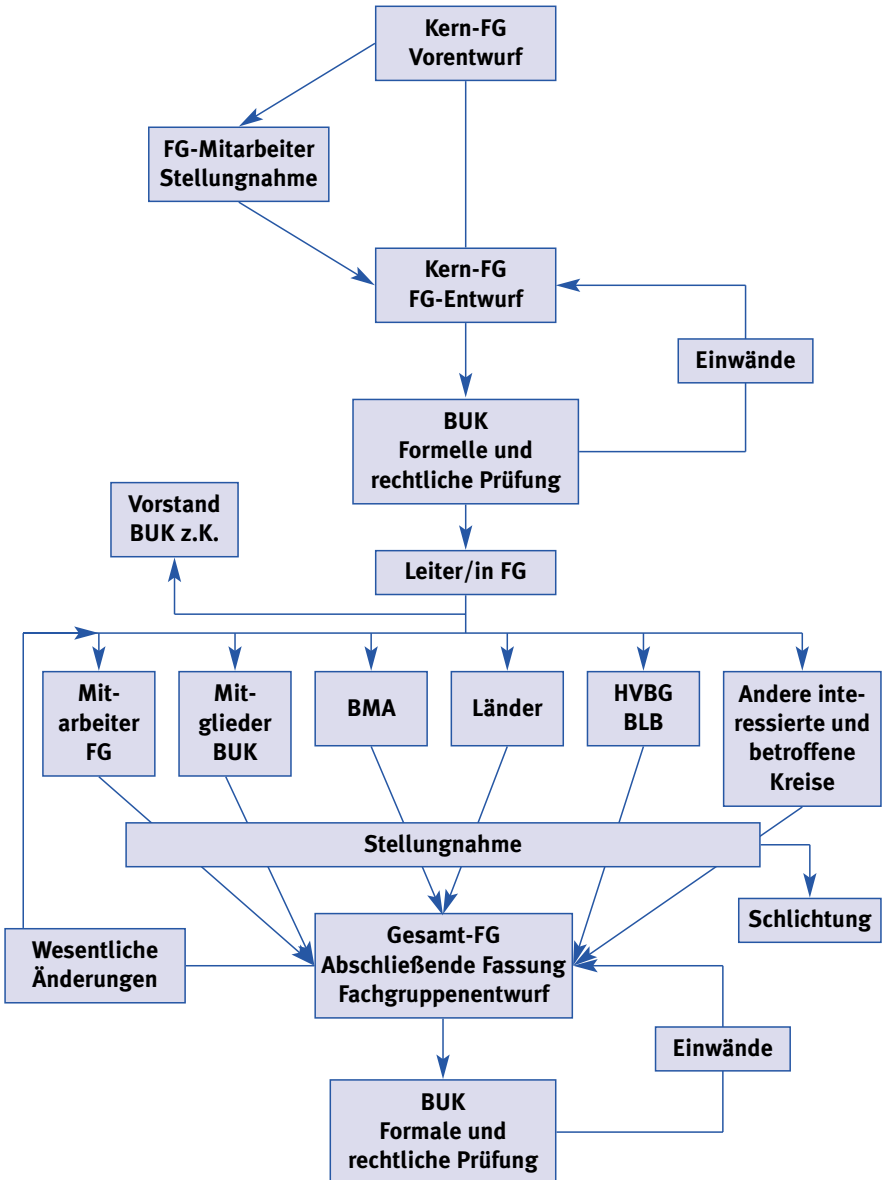 Kern-FG
Vorentwurf
FG-Mitarbeiter
Stellungnahme
Kern-FG
FG-Entwurf
Einwände
BUK
Formelle und
rechtliche Prüfung
Vorstand
BUK z.K.
Leiter/in FG
Mit-
arbeiter
FG
Mit-
glieder
BUK
BMA
Länder
HVBG
BLB
Andere inte-
ressierte und
betroffene
Kreise
Stellungnahme
Schlichtung
Wesentliche
Änderungen
Gesamt-FG
Abschließende Fassung
Fachgruppenentwurf
Einwände
BUK
Formale und
rechtliche Prüfung